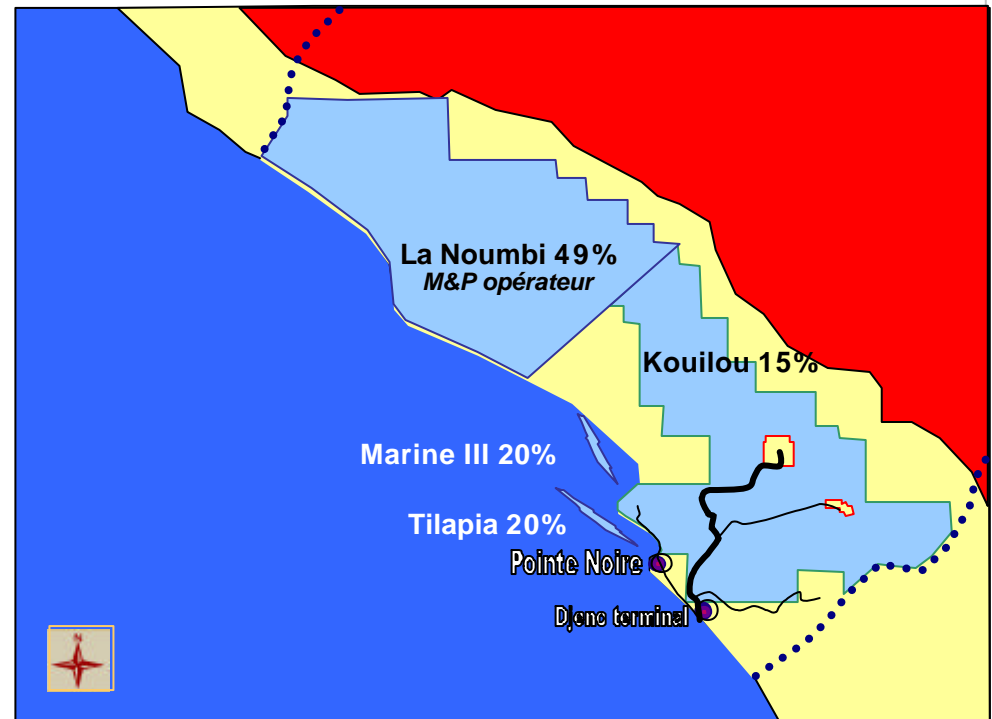 La Noumbi 49%
M&P opérateur
Kouilou 15%
Marine III 20%
Tilapia 20%
Pointe Noire
Djeno terminal
N